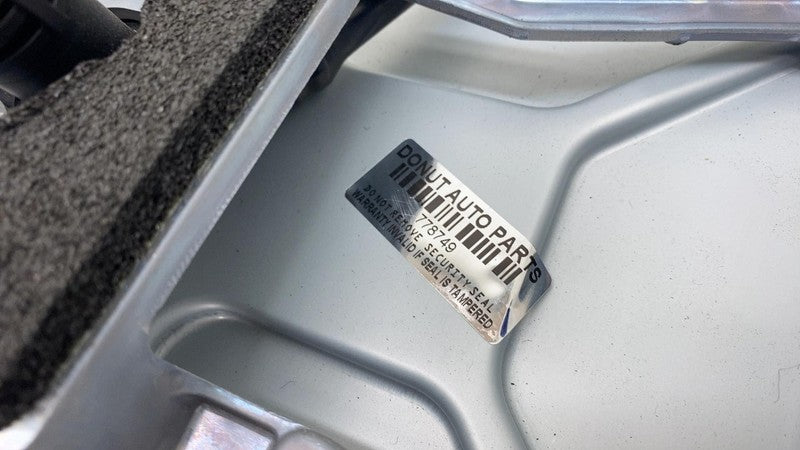 DONUT AUTO PARTS
778749
DO NOT REMOVE SECURITY SEAL
WARRANTY INVALID IF SEAL IS TAMPERED